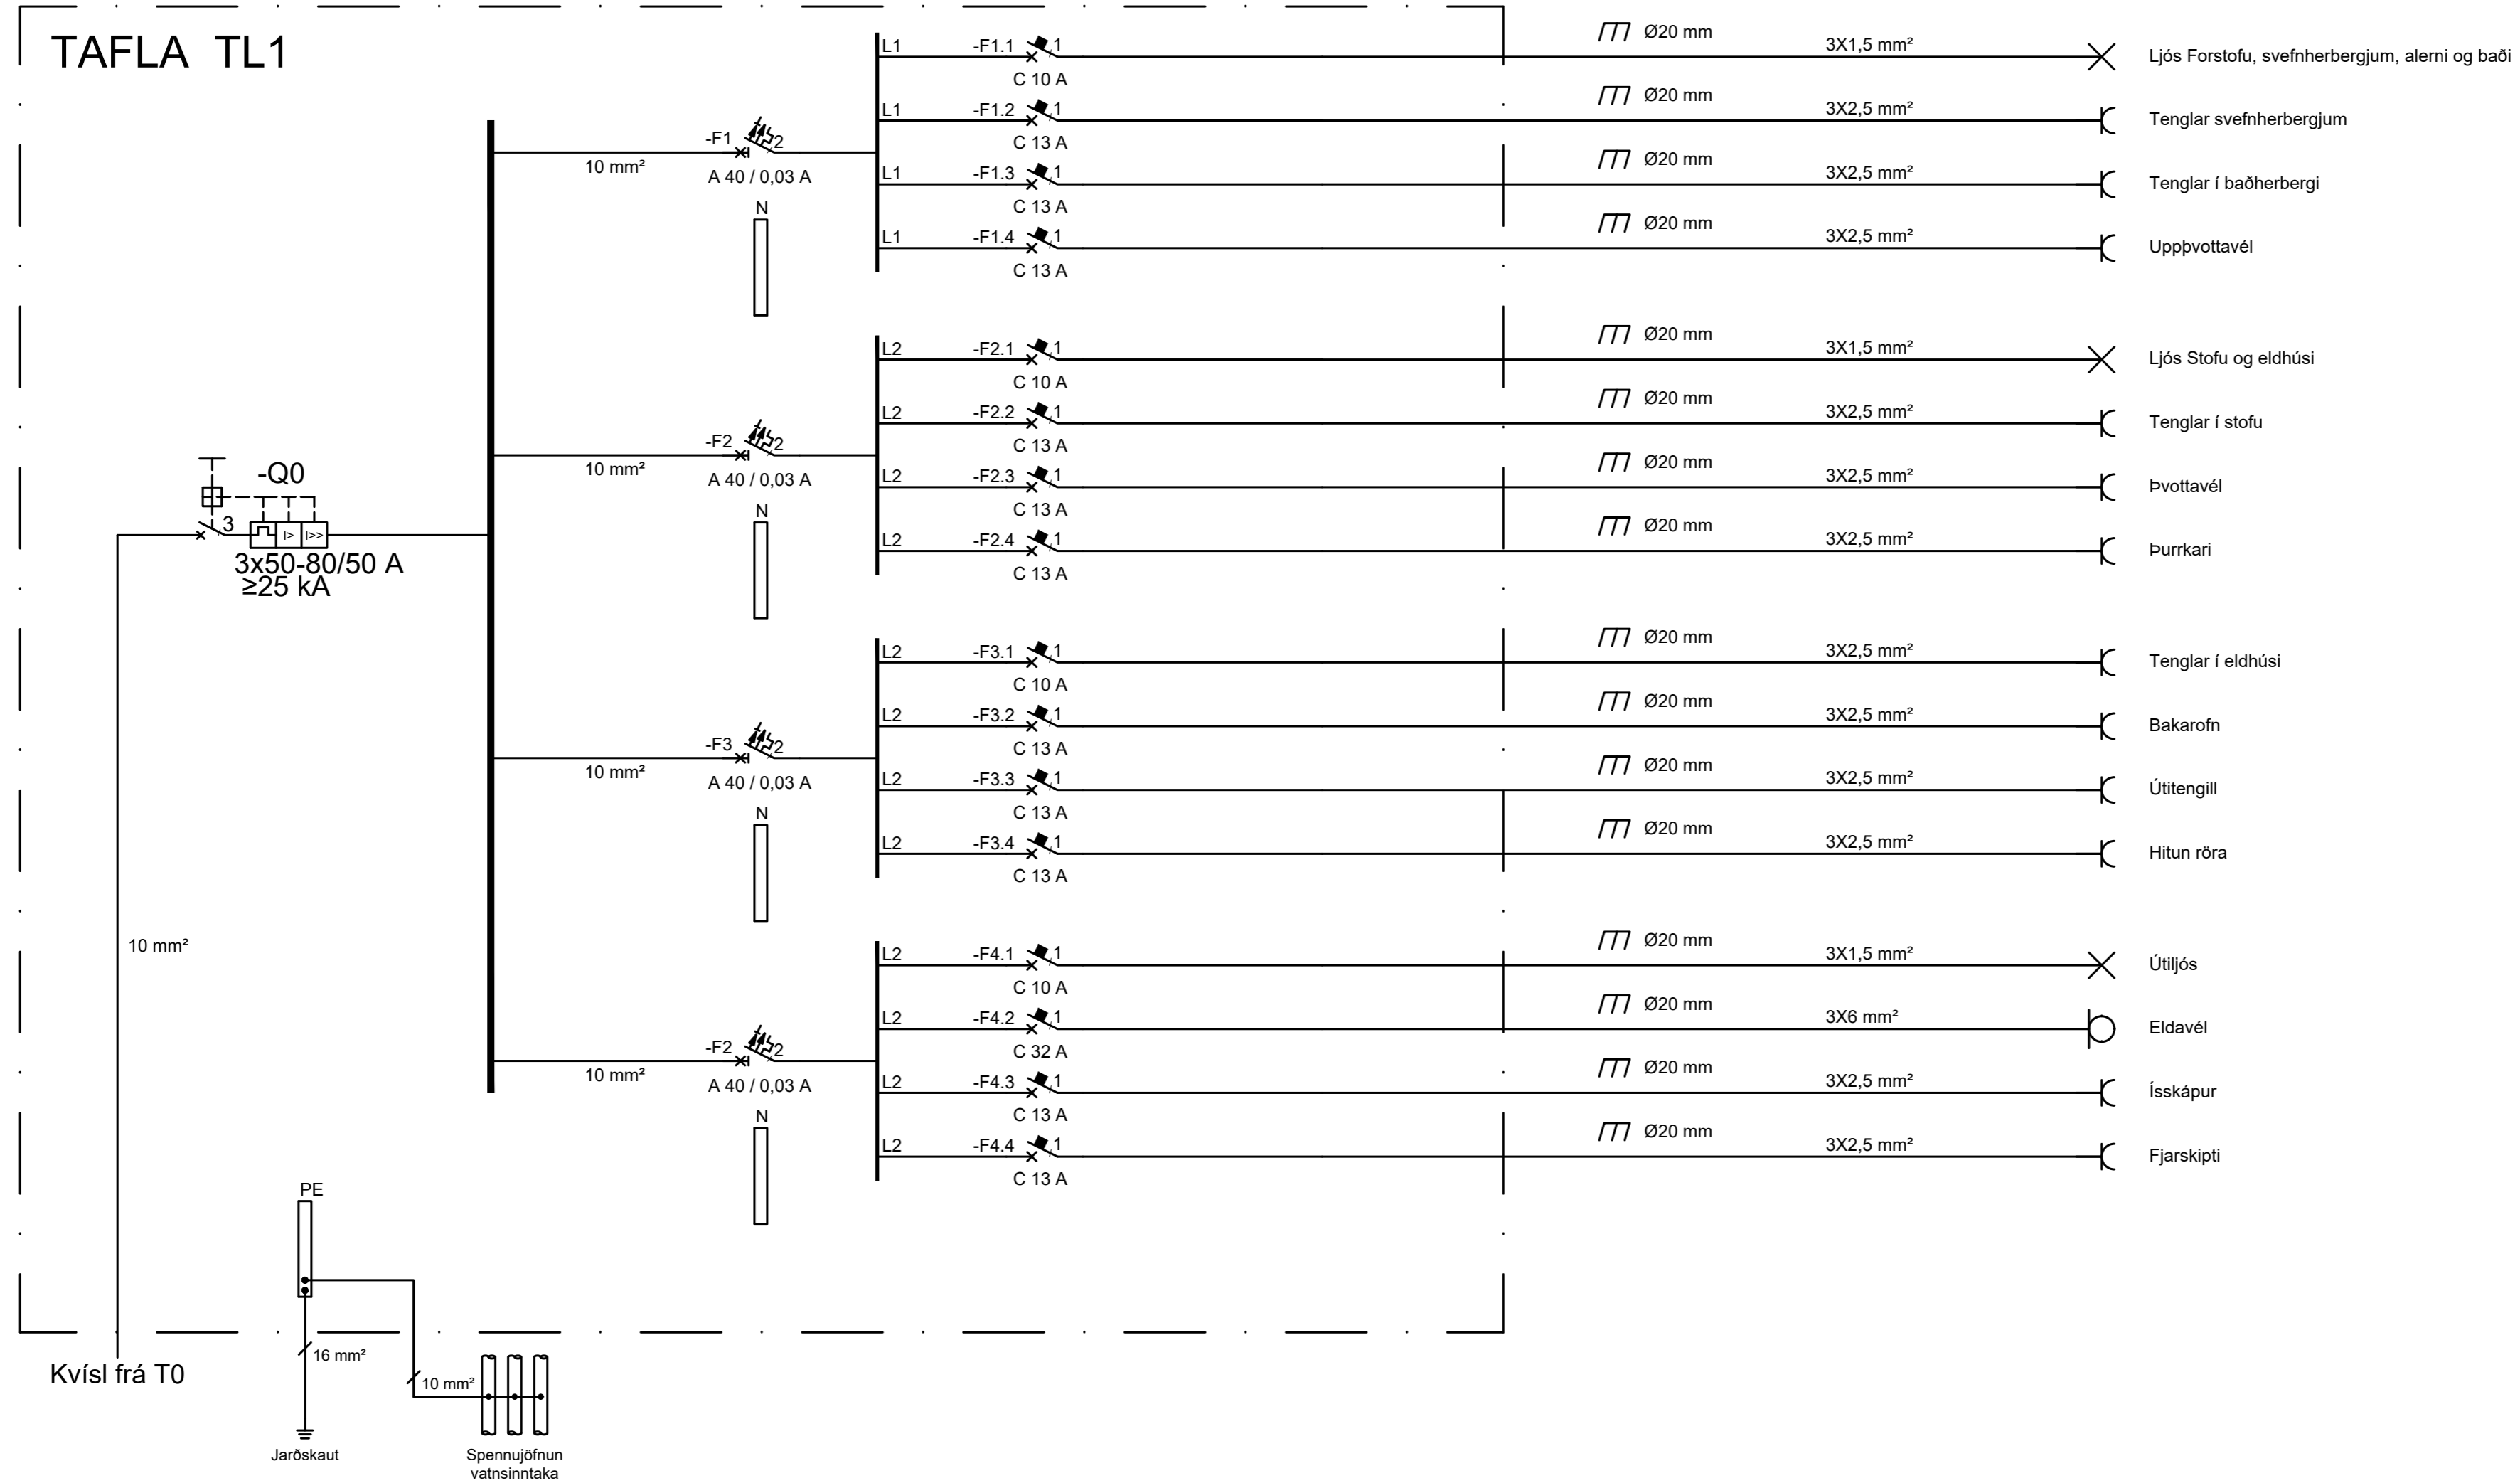 TAFLA TL1
L1 -F1.1 1 Ø20 mm 3X1,5 mm² Ljós Forstofu, svefnherbergjum, alerni og baði
C 10 A
L1 -F1.2 1 Ø20 mm 3X2,5 mm² Tenglar svefnherbergjum
C 13 A
-F1 2
10 mm² A 40 / 0,03 A
L1 -F1.3 1 Ø20 mm 3X2,5 mm² Tenglar í baðherbergi
C 13 A
N
L1 -F1.4 1 Ø20 mm 3X2,5 mm² Uppþvottavél
C 13 A
L2 -F2.1 1 Ø20 mm 3X1,5 mm² Ljós Stofu og eldhúsi
C 10 A
L2 -F2.2 1 Ø20 mm 3X2,5 mm² Tenglar í stofu
C 13 A
-F2 2
10 mm² A 40 / 0,03 A
L2 -F2.3 1 Ø20 mm 3X2,5 mm² Þvottavél
C 13 A
N
L2 -F2.4 1 Ø20 mm 3X2,5 mm² Þurrkari
C 13 A
-Q0
3 I> I>>
3x50-80/50 A
≥25 kA
L2 -F3.1 1 Ø20 mm 3X2,5 mm² Tenglar í eldhúsi
C 10 A
L2 -F3.2 1 Ø20 mm 3X2,5 mm² Bakarofn
C 13 A
-F3 2
10 mm² A 40 / 0,03 A
L2 -F3.3 1 Ø20 mm 3X2,5 mm² Útitengill
C 13 A
N
L2 -F3.4 1 Ø20 mm 3X2,5 mm² Hitun röra
C 13 A
10 mm²
L2 -F4.1 1 Ø20 mm 3X1,5 mm² Útiljós
C 10 A
L2 -F4.2 1 Ø20 mm 3X6 mm² Eldavél
C 32 A
-F2 2
10 mm² A 40 / 0,03 A
L2 -F4.3 1 Ø20 mm 3X2,5 mm² Ísskápur
C 13 A
N
L2 -F4.4 1 Ø20 mm 3X2,5 mm² Fjarskipti
C 13 A
PE
16 mm²
Kvísl frá T0
10 mm²
Jarðskaut
Spennujöfnun
vatnsinntaka